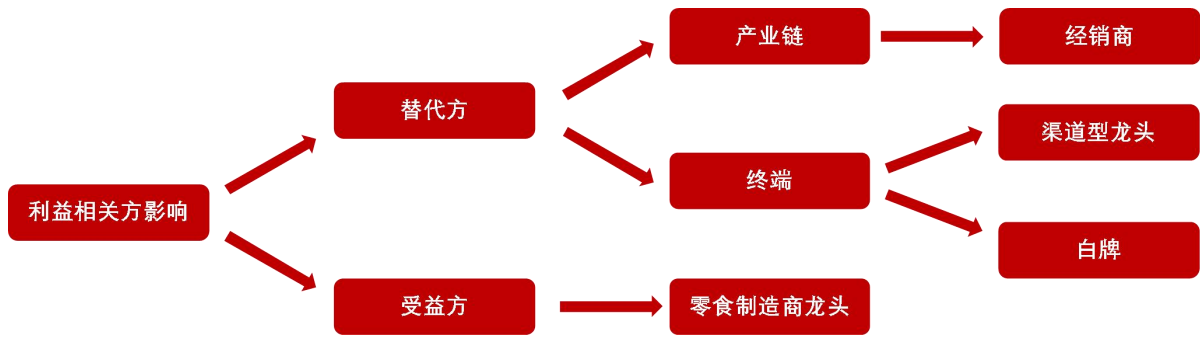 产业链
经销商
替代方
渠道型龙头
终端
利益相关方影响
白牌
受益方
零食制造商龙头